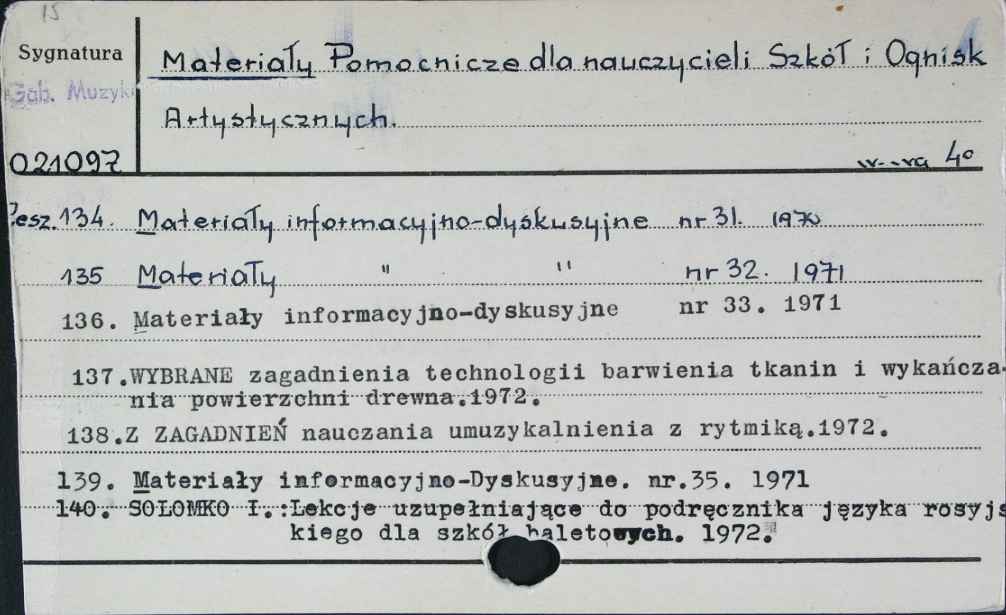 15
Sygnatura
Materiały Pomocnicze dla nauczycieli Szkół i Ognisk
Gab. Muzyki
Artystycznych.
021097
W-wa 4°
Zesz. 134. Materiały informacyjno-dyskusyjne nr 31. 1970
135 Materiały " " nr 32. 1971
136. Materiały informacyjno-dyskusyjne nr 33. 1971
137. WYBRANE zagadnienia technologii barwienia tkanin i wykańcza-
nia powierzchni drewna. 1972.
138. Z ZAGADNIEŃ nauczania umuzykalnienia z rytmiką. 1972.
139. Materiały informacyjno-Dyskusyjne. nr. 35. 1971
140. SOŁOMKO I.: Lekcje uzupełniające do podręcznika języka rosyjs
kiego dla szkół baletowych. 1972.